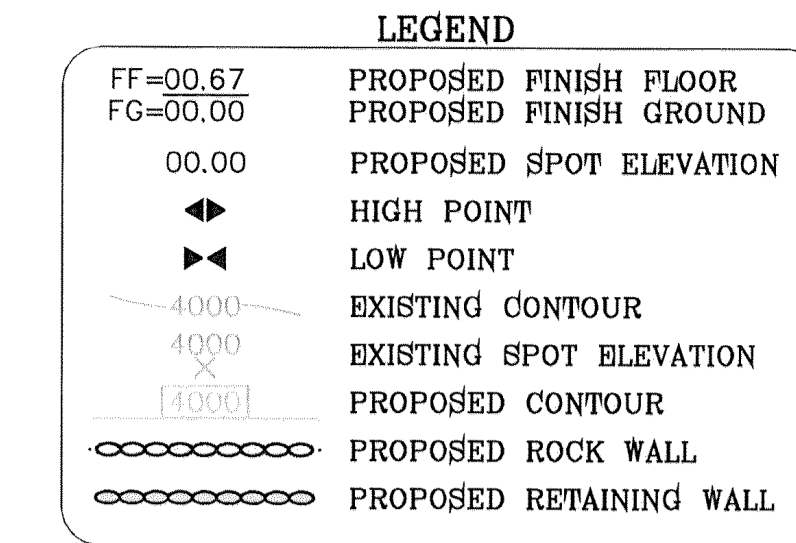 LEGEND
FF=00.67 PROPOSED FINISH FLOOR
FG=00.00 PROPOSED FINISH GROUND
00.00 PROPOSED SPOT ELEVATION
HIGH POINT
LOW POINT
4000 EXISTING CONTOUR
4000 EXISTING SPOT ELEVATION
4000 PROPOSED CONTOUR
PROPOSED ROCK WALL
PROPOSED RETAINING WALL